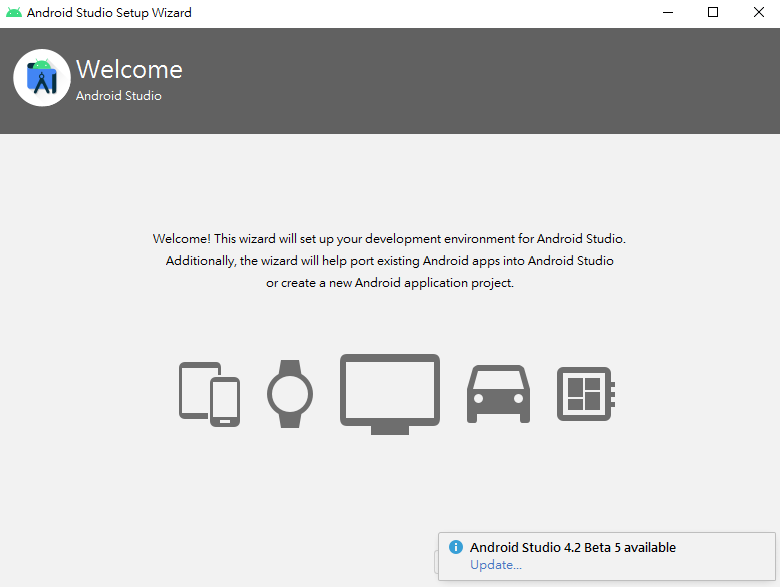 Android Studio Setup Wizard
Welcome
Android Studio
Welcome! This wizard will set up your development environment for Android Studio.
Additionally, the wizard will help port existing Android apps into Android Studio
or create a new Android application project.
Android Studio 4.2 Beta 5 available
Update...